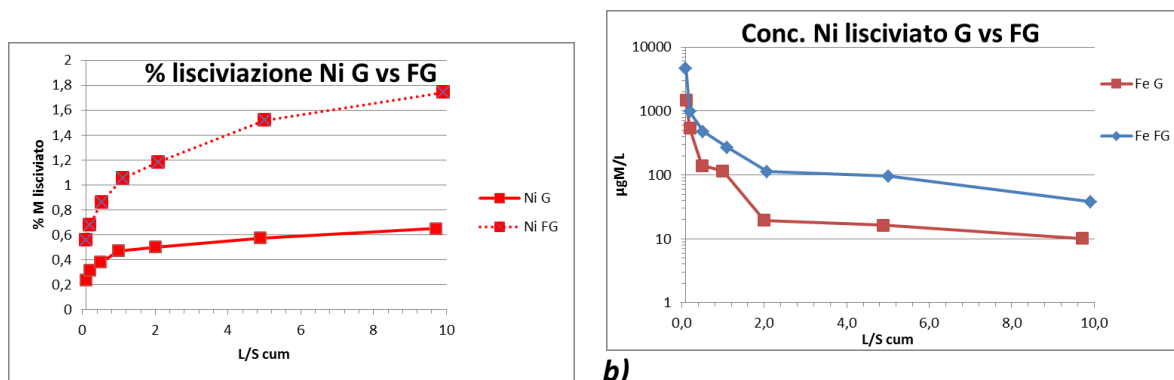 % lisciviazione Ni G vs FG
2
1,8
1,6
1,4
1,2
1
0,8
0,6
0,4
0,2
0
% M lisciviato
0 2 4 6 8 10
L/S cum
Ni G
Ni FG
Conc. Ni lisciviato G vs FG
10000
1000
100
10
1
µgM/L
0,0 2,0 4,0 6,0 8,0 10,0
L/S cum
Fe G
Fe FG
b)